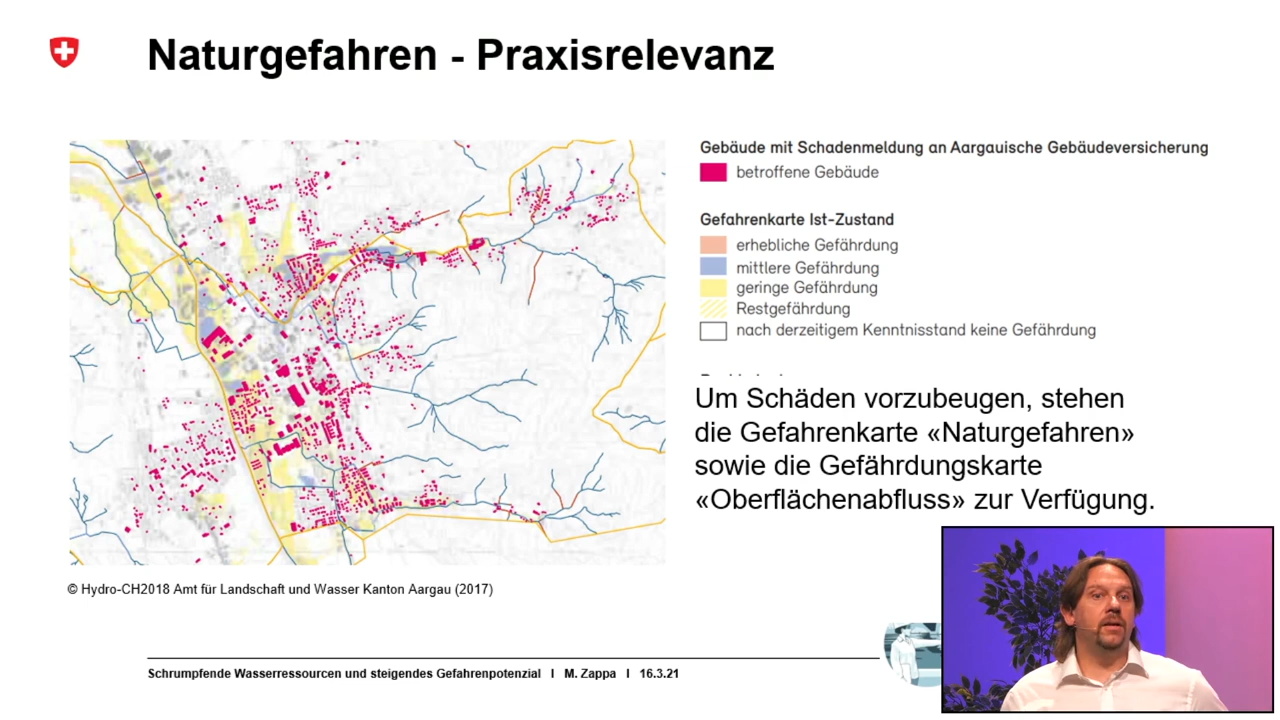 Naturgefahren - Praxisrelevanz
Gebäude mit Schadenmeldung an Aargauische Gebäudeversicherung
betroffene Gebäude
Gefahrenkarte Ist-Zustand
erhebliche Gefährdung
mittlere Gefährdung
geringe Gefährdung
Restgefährdung
nach derzeitigem Kenntnisstand keine Gefährdung
Um Schäden vorzubeugen, stehen
die Gefahrenkarte «Naturgefahren»
sowie die Gefährdungskarte
«Oberflächenabfluss» zur Verfügung.
© Hydro-CH2018 Amt für Landschaft und Wasser Kanton Aargau (2017)
Schrumpfende Wasserressourcen und steigendes Gefahrenpotenzial I M. Zappa I 16.3.21